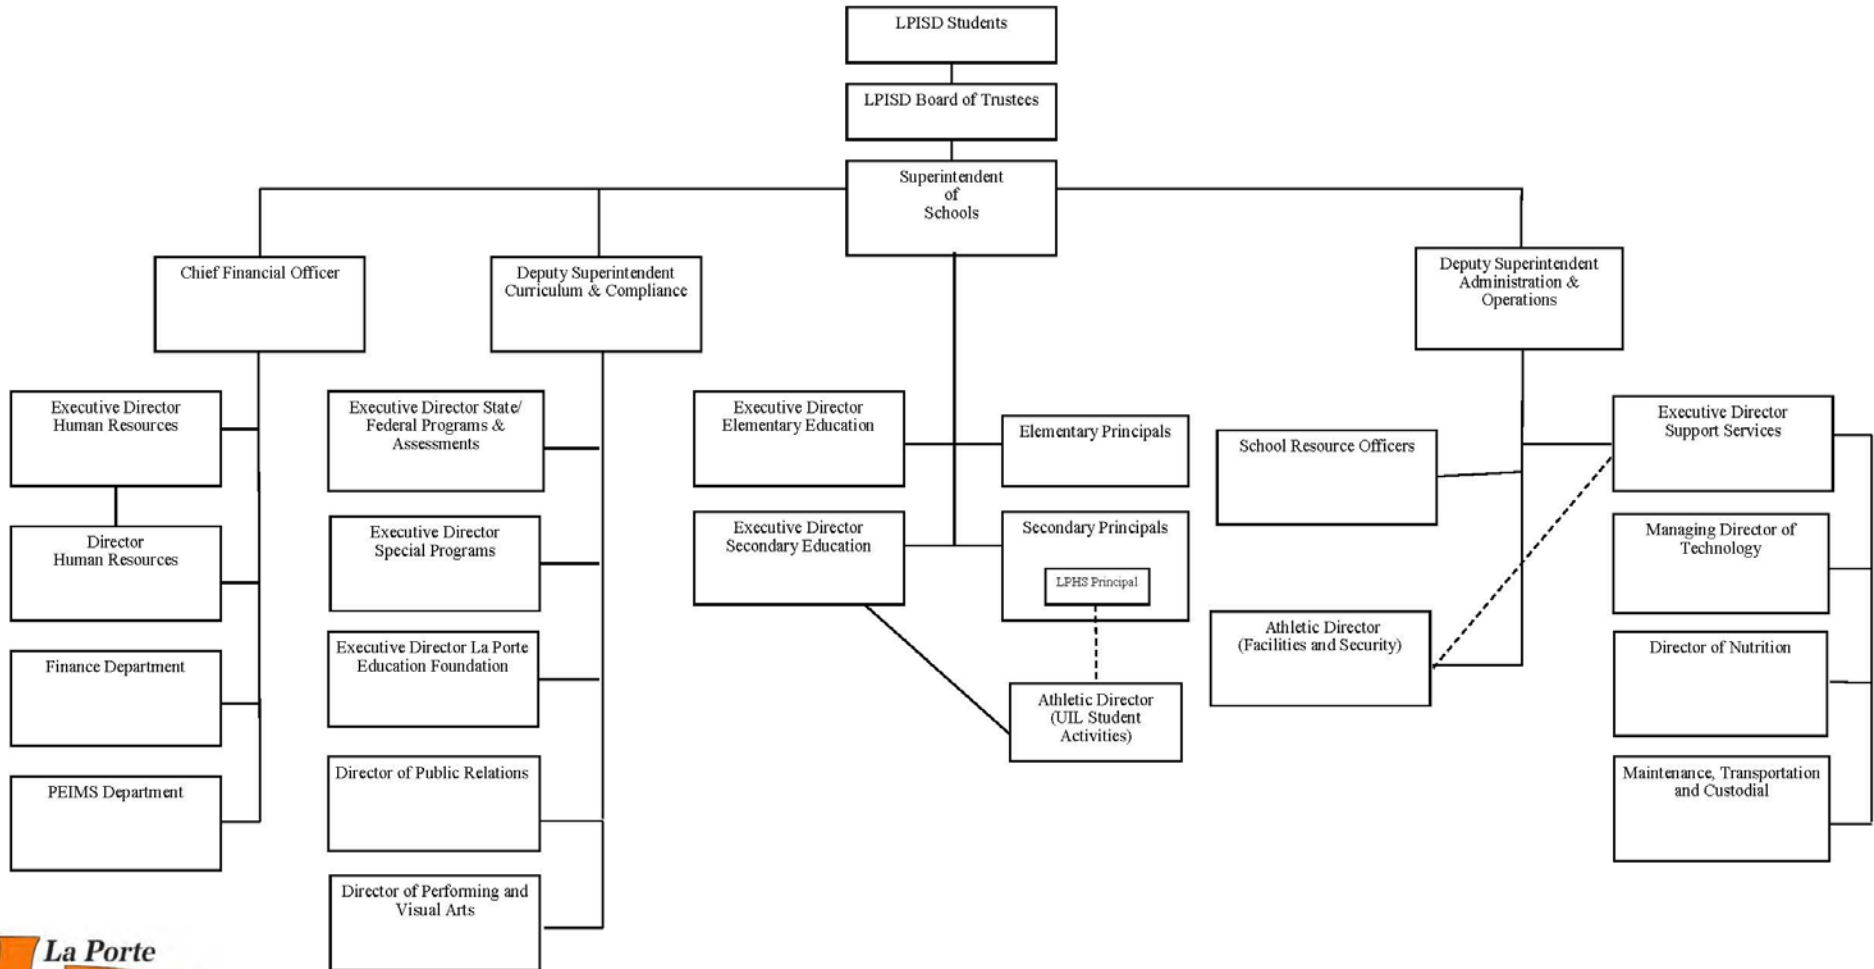 LPISD Students
LPISD Board of Trustees
Superintendent
of
Schools
Chief Financial Officer
Deputy Superintendent
Curriculum & Compliance
Deputy Superintendent
Administration &
Operations
Executive Director
Human Resources
Director
Human Resources
Finance Department
PEIMS Department
Executive Director State/
Federal Programs &
Assessments
Executive Director
Special Programs
Executive Director La Porte
Education Foundation
Director of Public Relations
Director of Performing and
Visual Arts
Executive Director
Elementary Education
Elementary Principals
Executive Director
Secondary Education
Secondary Principals
LPHS Principal
Athletic Director
(UIL Student
Activities)
School Resource Officers
Athletic Director
(Facilities and Security)
Executive Director
Support Services
Managing Director of
Technology
Director of Nutrition
Maintenance, Transportation
and Custodial
La Porte